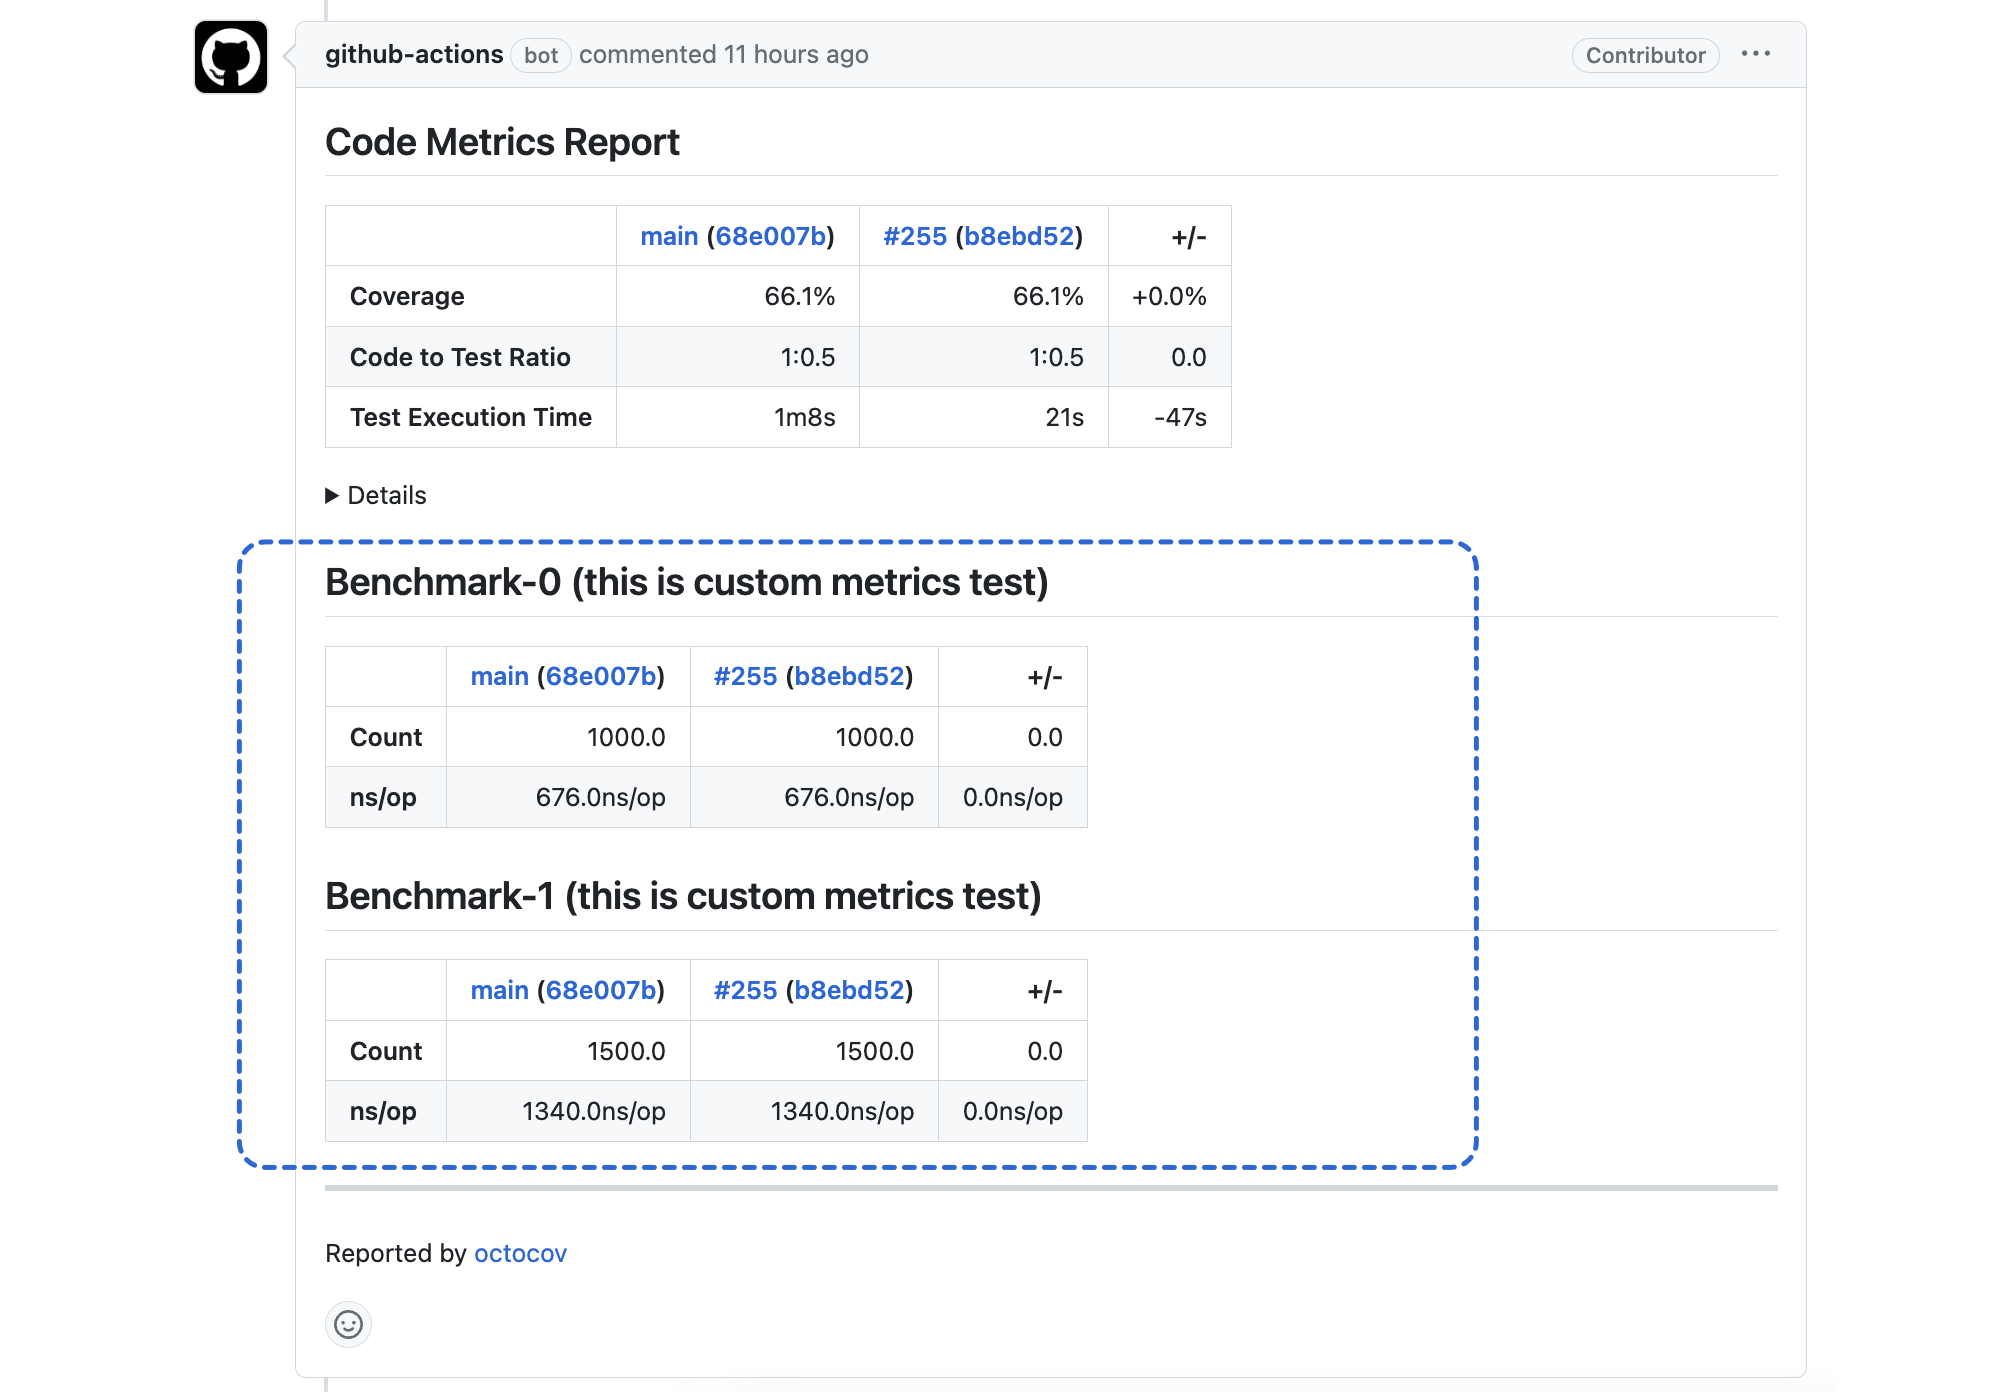 github-actions bot commented 11 hours ago Contributor
Code Metrics Report
main (68e007b) #255 (b8ebd52) +/-
Coverage 66.1% 66.1% +0.0%
Code to Test Ratio 1:0.5 1:0.5 0.0
Test Execution Time 1m8s 21s -47s
Details
Benchmark-0 (this is custom metrics test)
main (68e007b) #255 (b8ebd52) +/-
Count 1000.0 1000.0 0.0
ns/op 676.0ns/op 676.0ns/op 0.0ns/op
Benchmark-1 (this is custom metrics test)
main (68e007b) #255 (b8ebd52) +/-
Count 1500.0 1500.0 0.0
ns/op 1340.0ns/op 1340.0ns/op 0.0ns/op
Reported by octocov